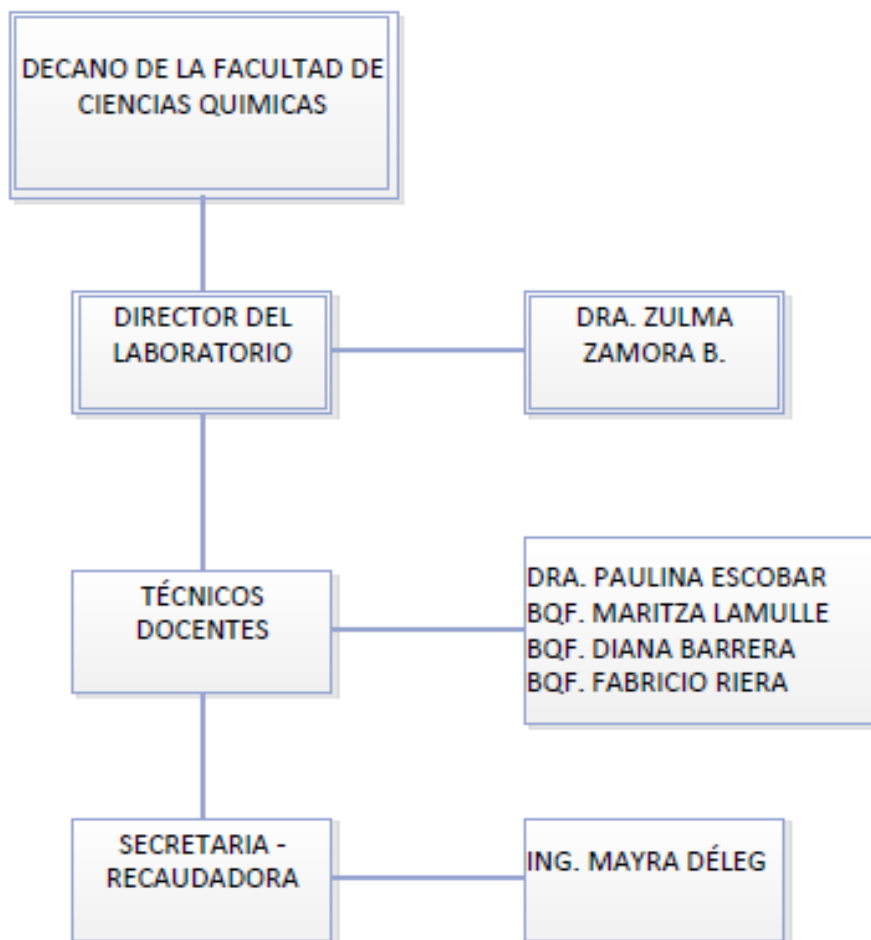 DECANO DE LA FACULTAD DE
CIENCIAS QUIMICAS
DIRECTOR DEL
LABORATORIO
DRA. ZULMA
ZAMORA B.
TÉCNICOS
DOCENTES
DRA. PAULINA ESCOBAR
BQF. MARITZA LAMULLE
BQF. DIANA BARRERA
BQF. FABRICIO RIERA
SECRETARIA -
RECAUDADORA
ING. MAYRA DÉLEG